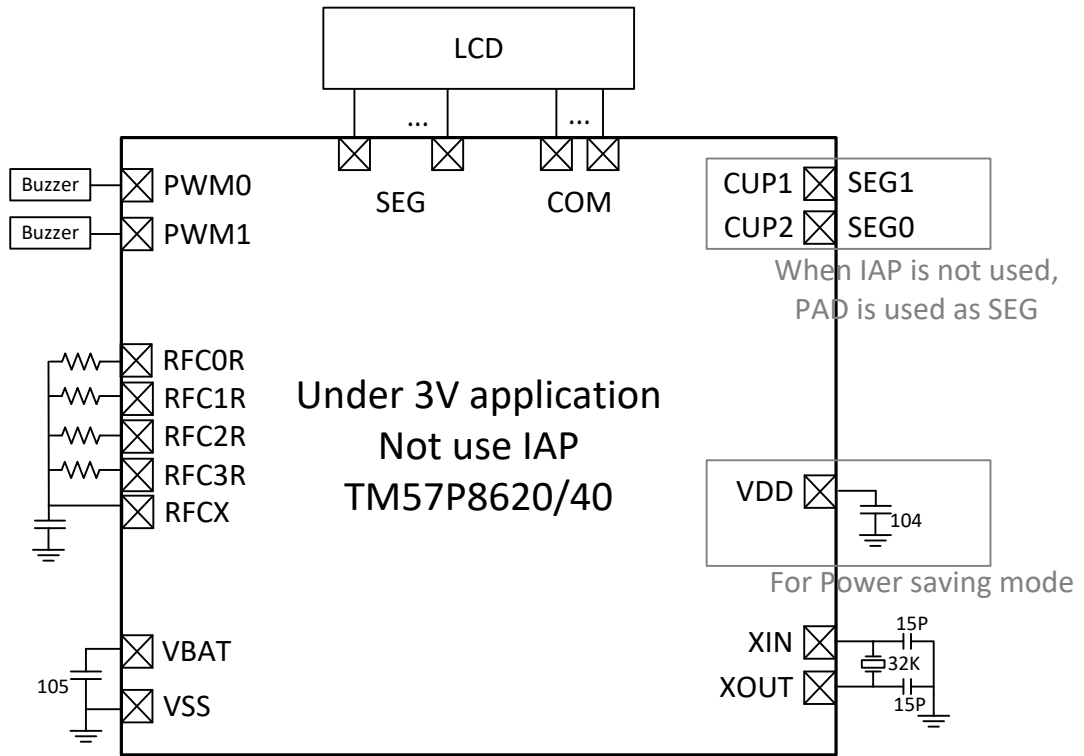 LCD
...
...
SEG
COM
Buzzer
PWM0
Buzzer
PWM1
CUP1
SEG1
CUP2
SEG0
When IAP is not used,
PAD is used as SEG
RFC0R
RFC1R
RFC2R
RFC3R
RFCX
Under 3V application
Not use IAP
TM57P8620/40
VDD
104
For Power saving mode
VBAT
105
VSS
XIN
XOUT
15P
32K
15P